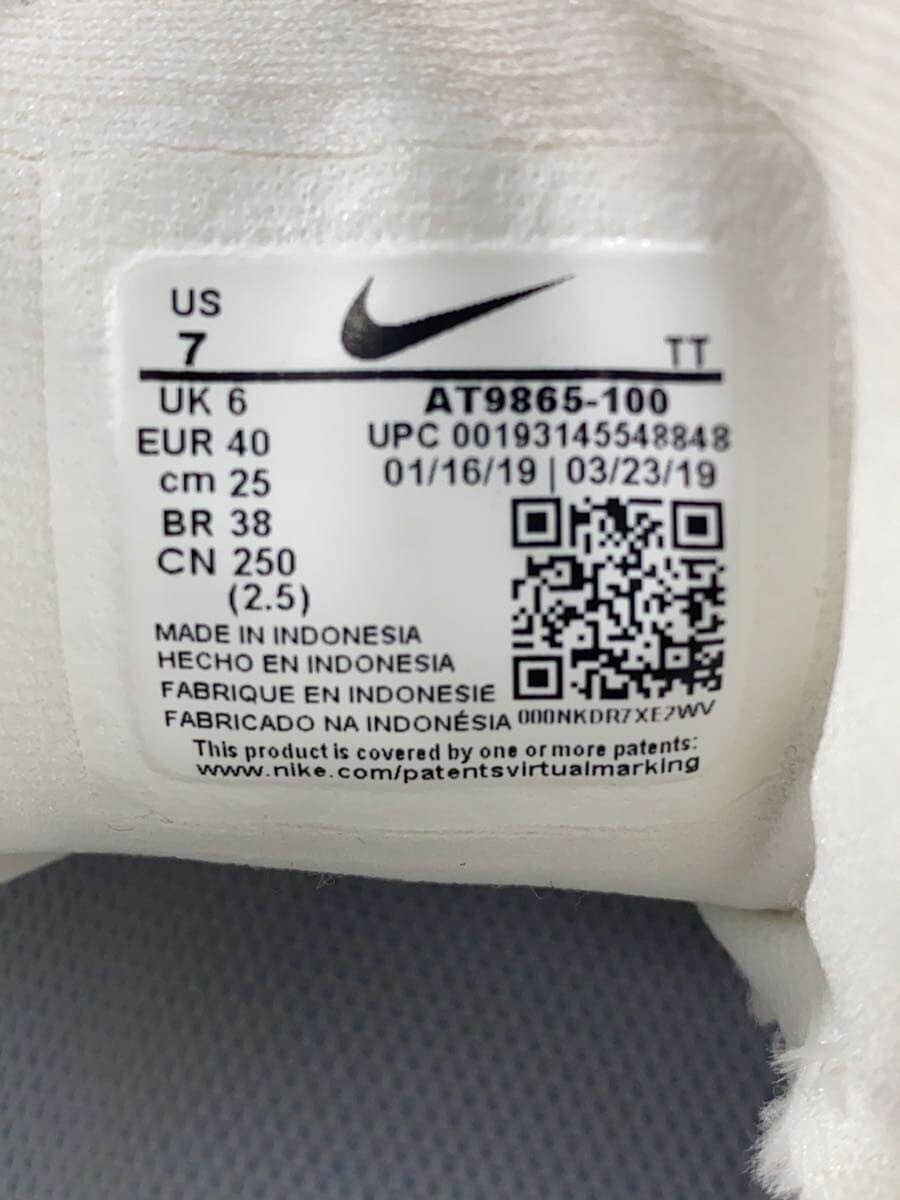 US
7
TT
UK 6
EUR 40
cm 25
BR 38
CN 250
(2.5)
AT9865-100
UPC 00193145548848
01/16/19 | 03/23/19
MADE IN INDONESIA
HECHO EN INDONESIA
FABRIQUE EN INDONESIE
FABRICADO NA INDONÉSIA
000NKDR7XE2WV
This product is covered by one or more patents:
www.nike.com/patentsvirtualmarking